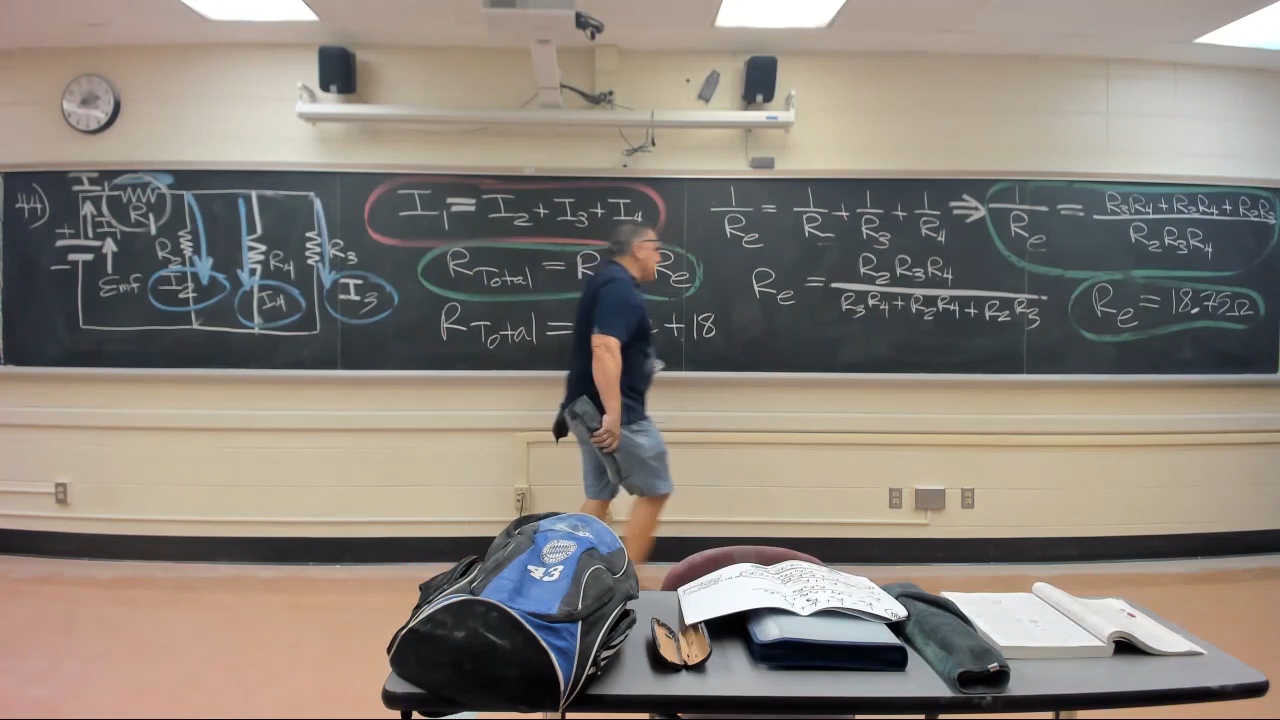 44)
I
R1
I1
+
-
Emf
R2
R4
R3
I2
I4
I3
I1 = I2 + I3 + I4
RTotal = R Re
RTotal = +18
1/Re = 1/R + 1/R3 + 1/R4 ⇒ 1/Re = R3R4 + R2R4 + R2R3 / R2R3R4
Re = R2R3R4 / R3R4 + R2R4 + R2R3
Re = 18.75Ω
43